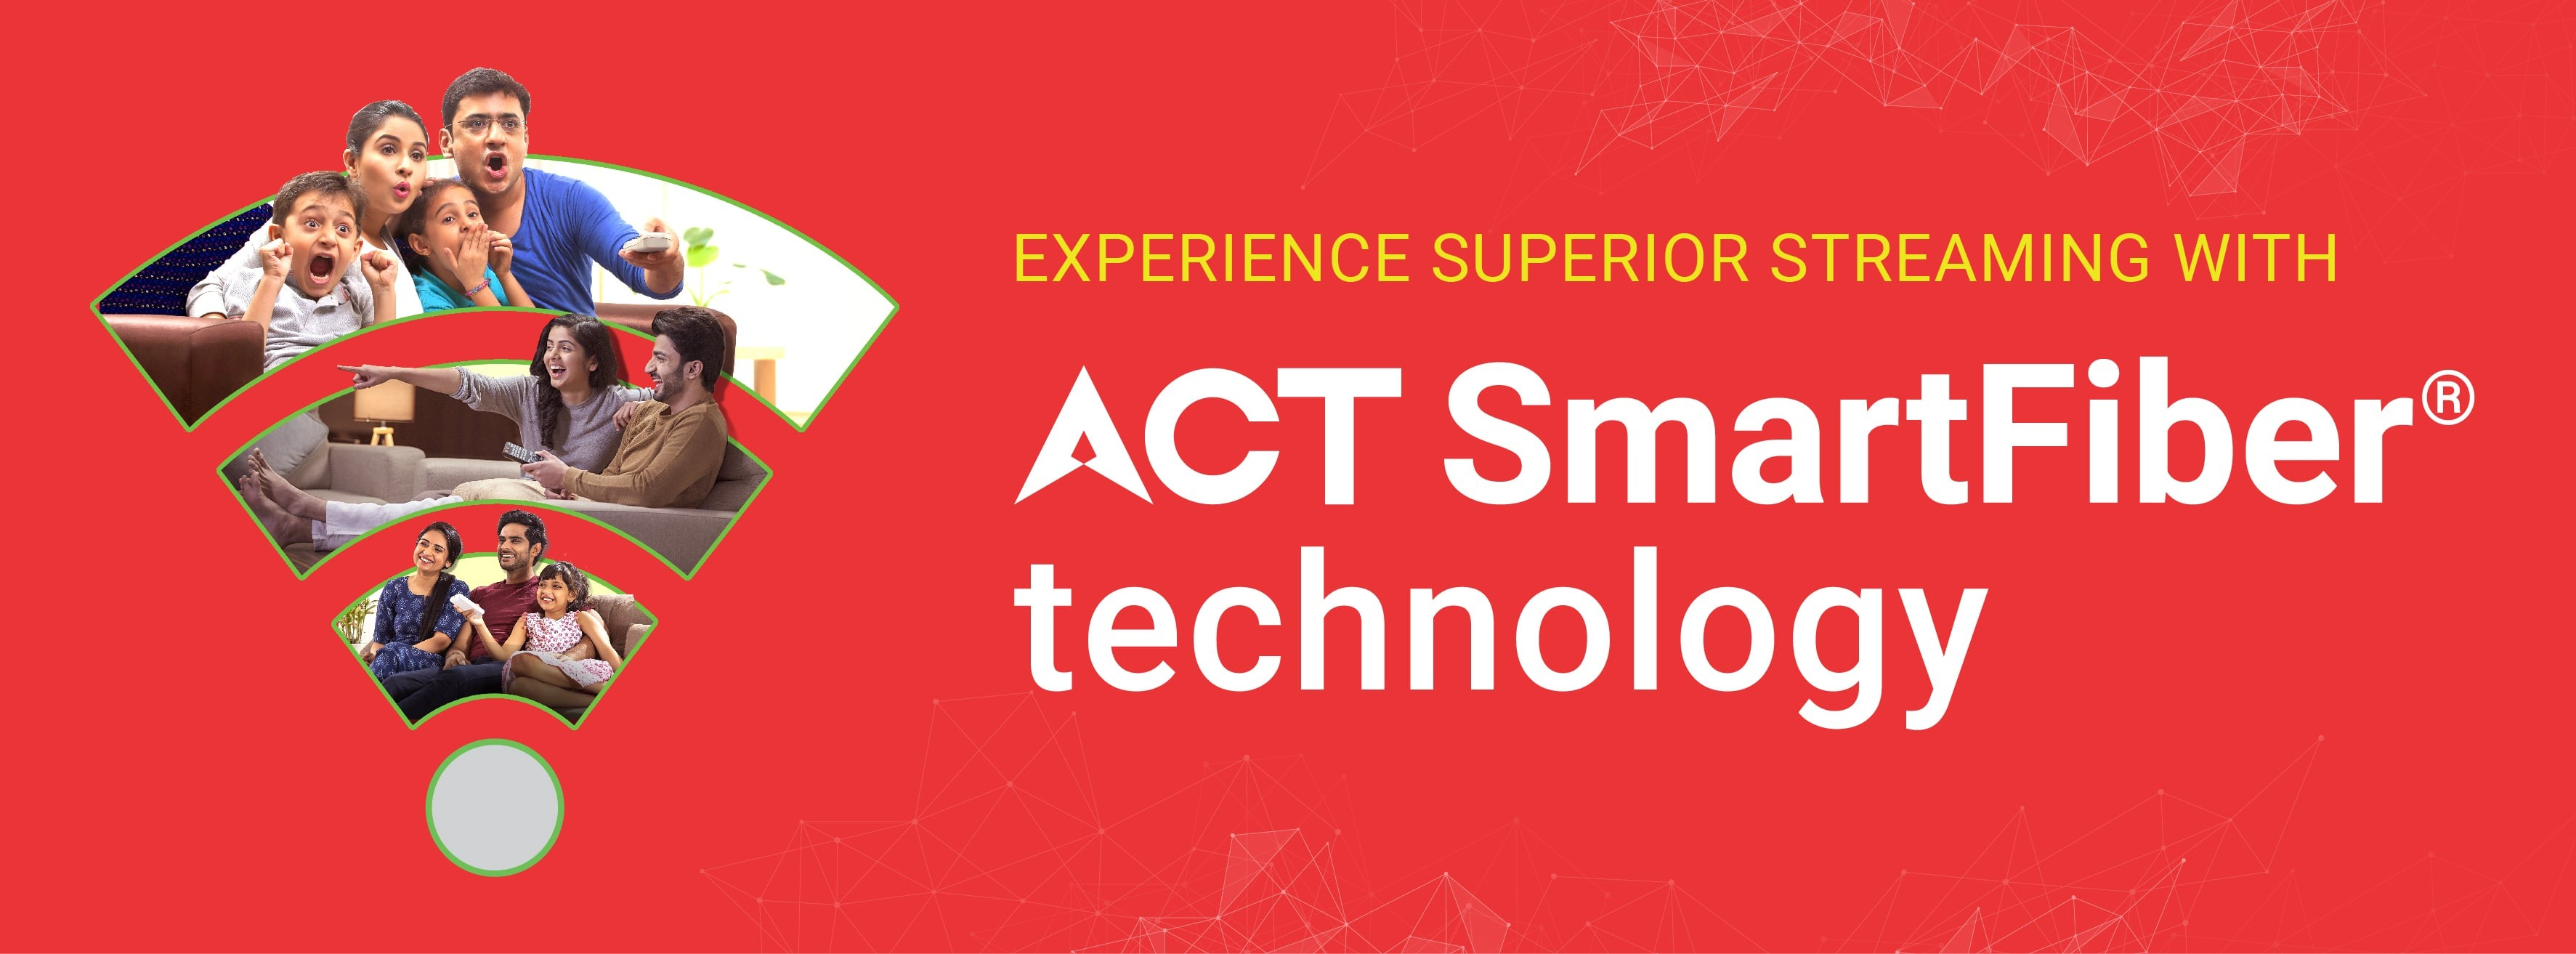 EXPERIENCE SUPERIOR STREAMING WITH
ACT SmartFiber®
technology